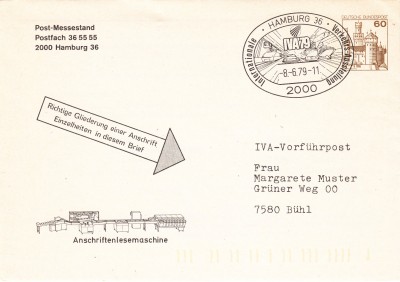 Post-Messestand
Postfach 36 55 55
2000 Hamburg 36
HAMBURG 36
Internationale Verkehrs-Ausstellung
IVA79
-8.-6.79-11
2000
DEUTSCHE BUNDESPOST
60
Richtige Gliederung einer Anschrift
Einzelheiten in diesem Brief
IVA-Vorführpost
Frau
Margarete Muster
Grüner Weg 00
7580 Bühl
Anschriftenlesemaschine